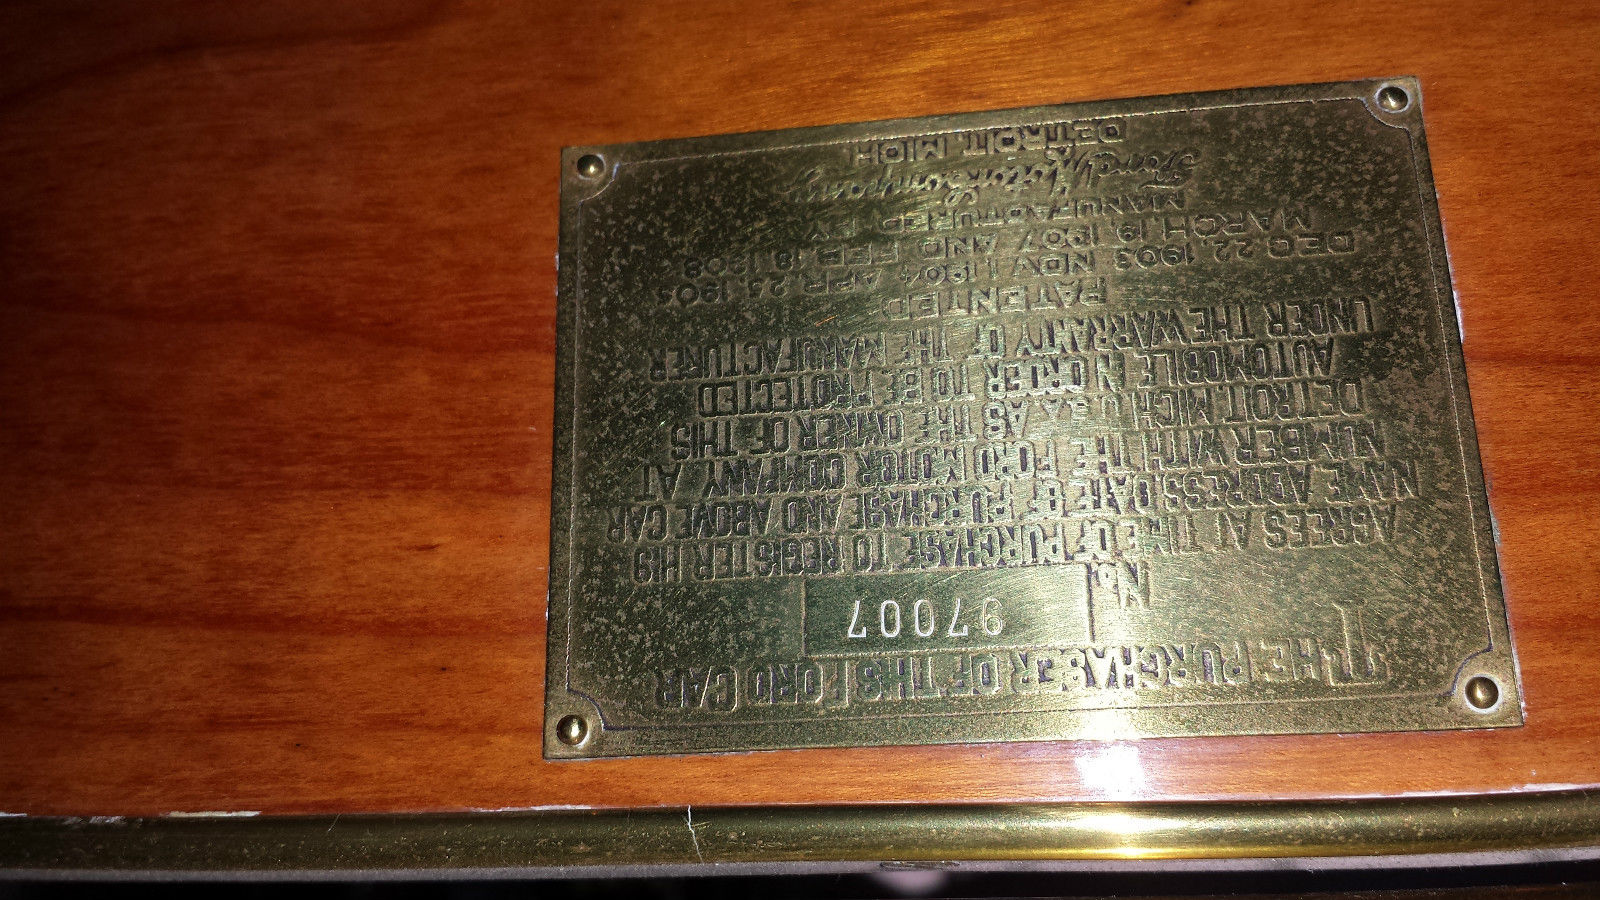 THE PURCHASER OF THIS FORD CAR
No. 97007
AGREES AT TIME OF PURCHASE TO REGISTER HIS
NAME ADDRESS, DATE OF PURCHASE AND ABOVE CAR
NUMBER WITH THE FORD MOTOR COMPANY AT
DETROIT, MICH. U.S.A. AS THE OWNER OF THIS
AUTOMOBILE IN ORDER TO BE PROTECTED
UNDER THE WARRANTY OF THE MANUFACTURER
PATENTED
DEC. 22, 1903 NOV. 1, 1904 APR. 25, 1905
MARCH, 19, 1907 AND FEB. 18, 1908
MANUFACTURED BY
Ford Motor Company
DETROIT. MICH.